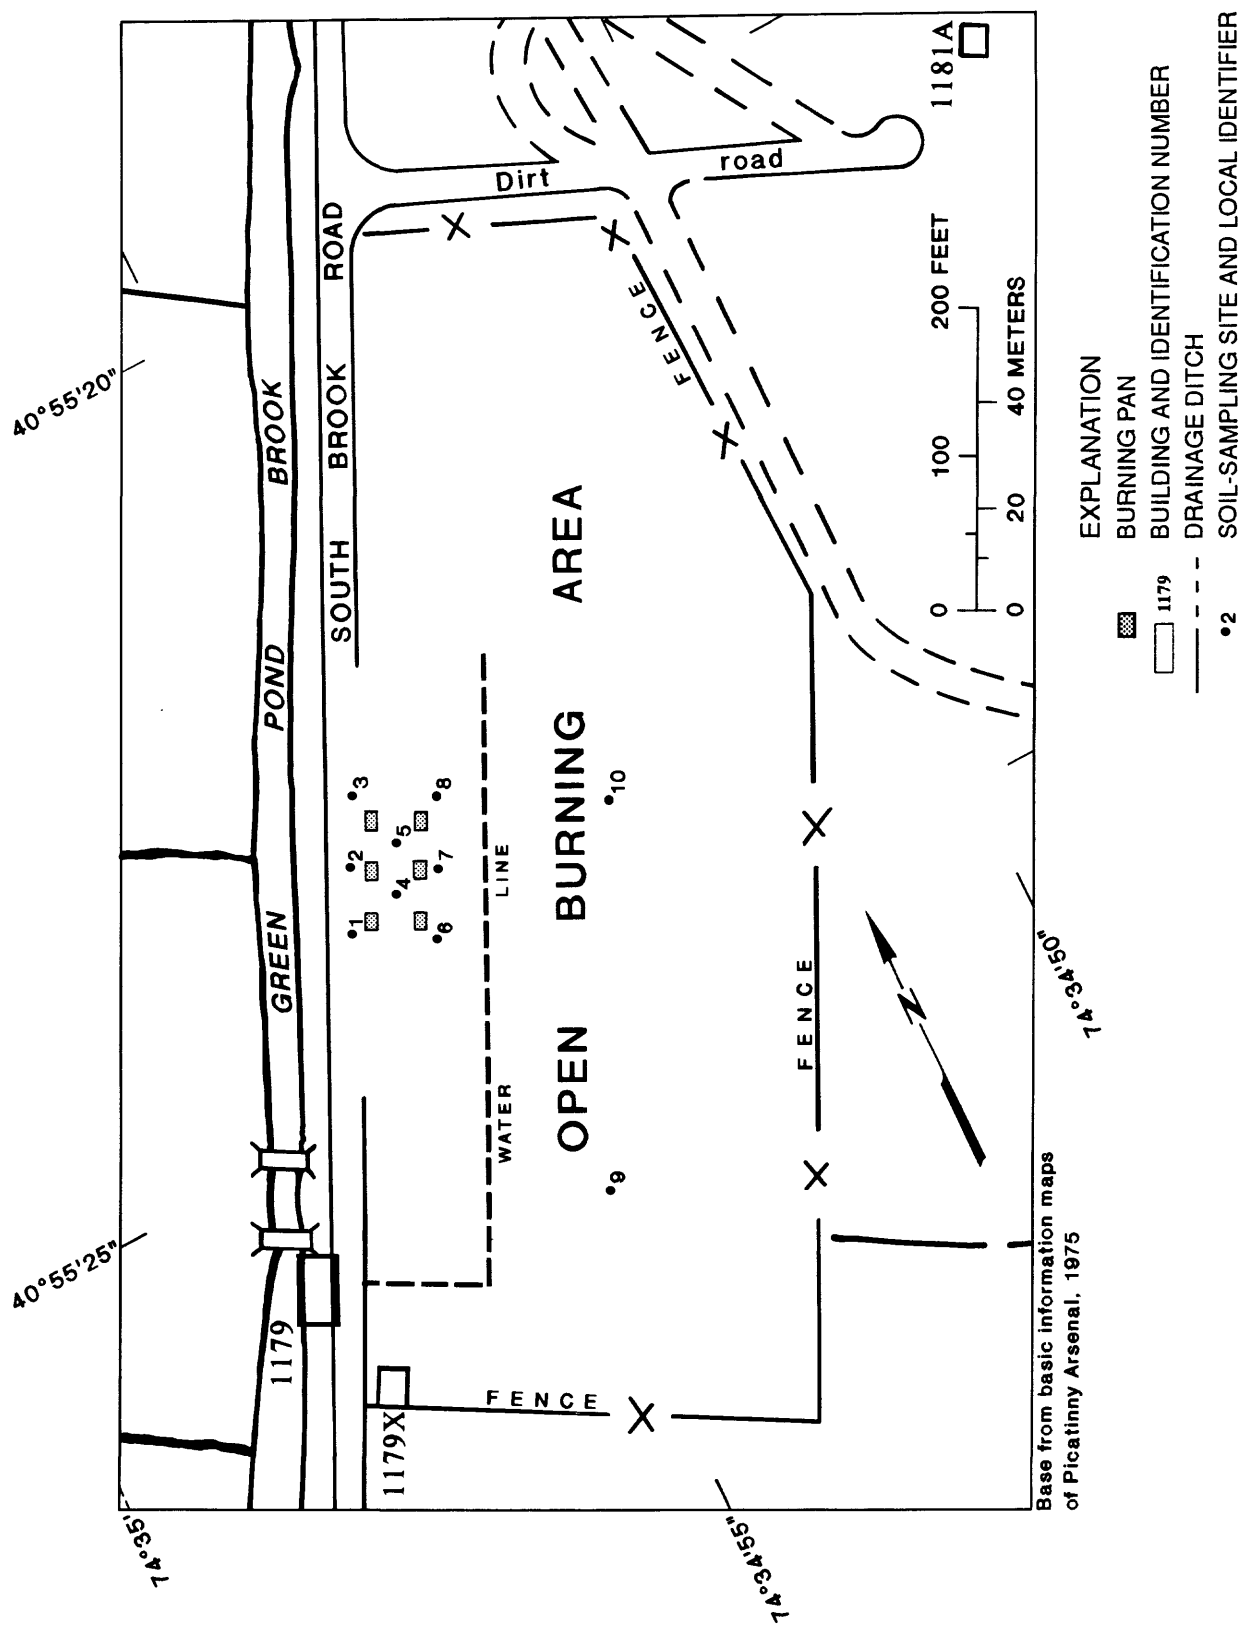 40°55'25"
40°55'20"
74°35'
1179
GREEN POND BROOK
SOUTH BROOK ROAD
1179X
1
2
3
4
5
6
7
8
WATER LINE
FENCE
Dirt
road
OPEN BURNING AREA
9
10
FENCE
74°34'55"
FENCE
1181A
N
0 100 200 FEET
0 20 40 METERS
74°34'50"
Base from basic information maps
of Picatinny Arsenal, 1975
EXPLANATION
BURNING PAN
1179 BUILDING AND IDENTIFICATION NUMBER
DRAINAGE DITCH
•2 SOIL-SAMPLING SITE AND LOCAL IDENTIFIER